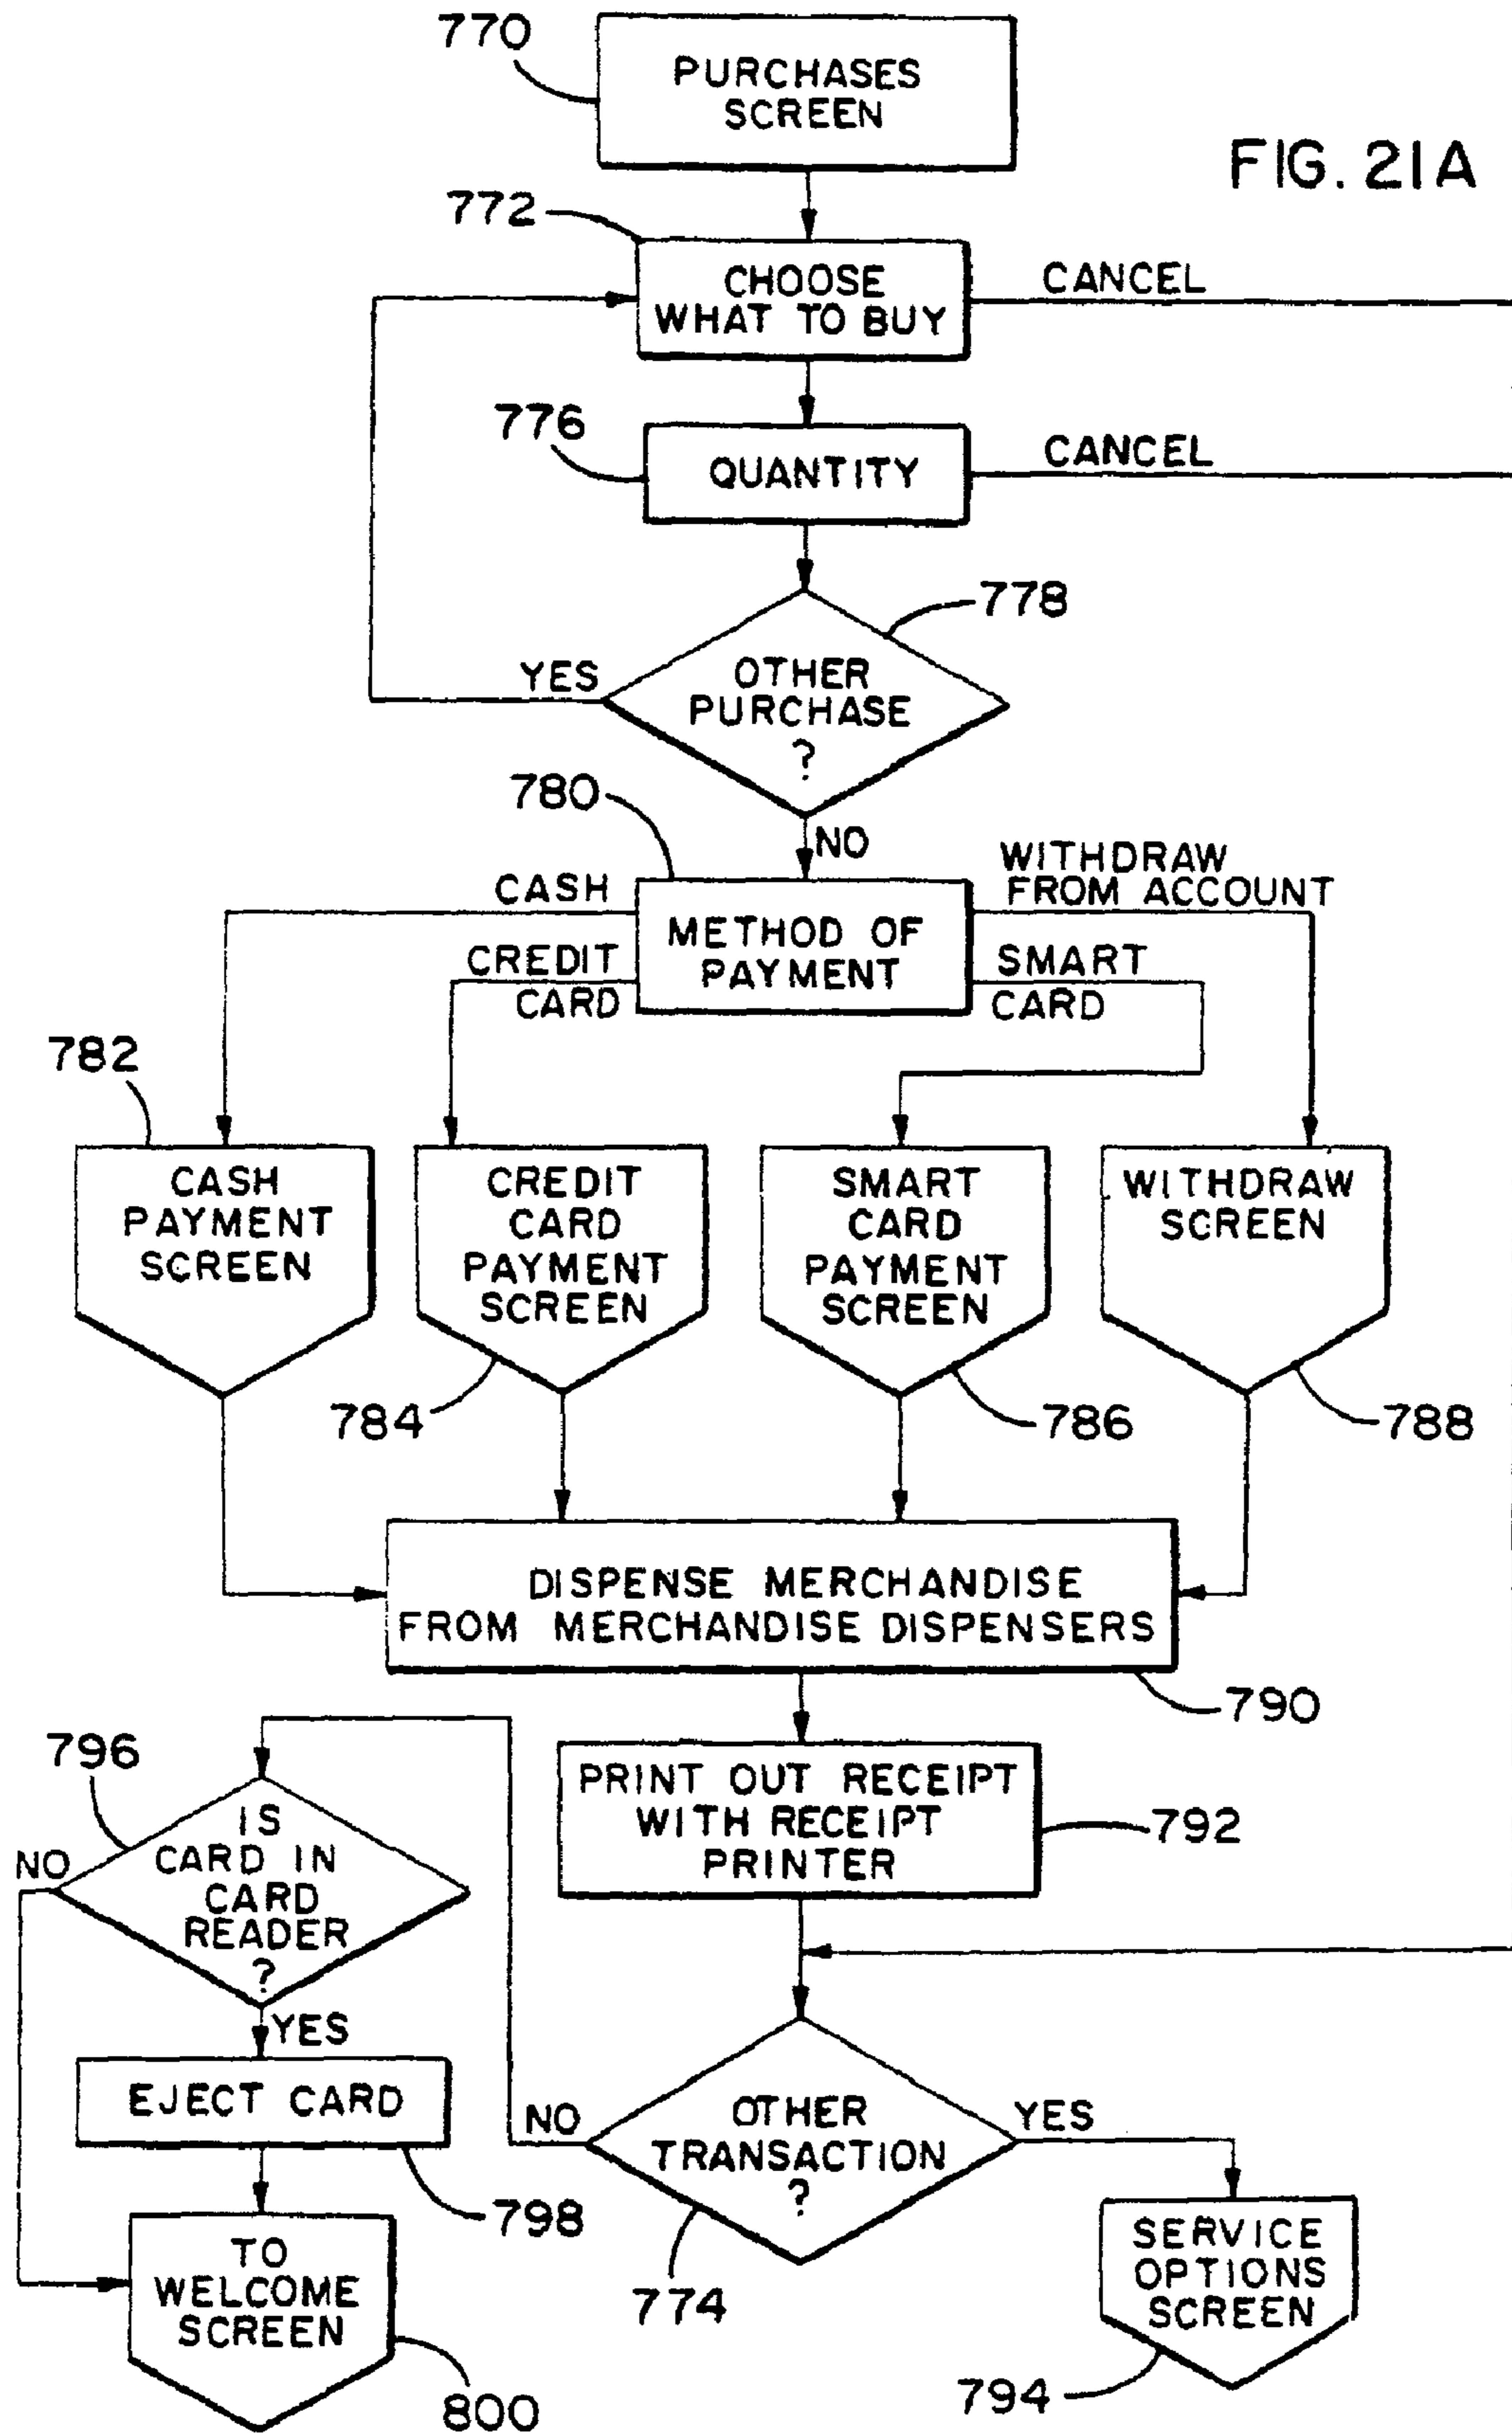 770
PURCHASES
SCREEN
FIG. 21A
772
CHOOSE
WHAT TO BUY
CANCEL
776
QUANTITY
CANCEL
778
YES
OTHER
PURCHASE
?
780
NO
CASH
METHOD OF
PAYMENT
WITHDRAW
FROM ACCOUNT
CREDIT
CARD
SMART
CARD
782
CASH
PAYMENT
SCREEN
CREDIT
CARD
PAYMENT
SCREEN
SMART
CARD
PAYMENT
SCREEN
WITHDRAW
SCREEN
784
786
788
DISPENSE MERCHANDISE
FROM MERCHANDISE DISPENSERS
790
796
IS
CARD IN
CARD
READER
?
NO
PRINT OUT RECEIPT
WITH RECEIPT
PRINTER
792
YES
EJECT CARD
798
NO
OTHER
TRANSACTION
?
YES
774
TO
WELCOME
SCREEN
800
SERVICE
OPTIONS
SCREEN
794